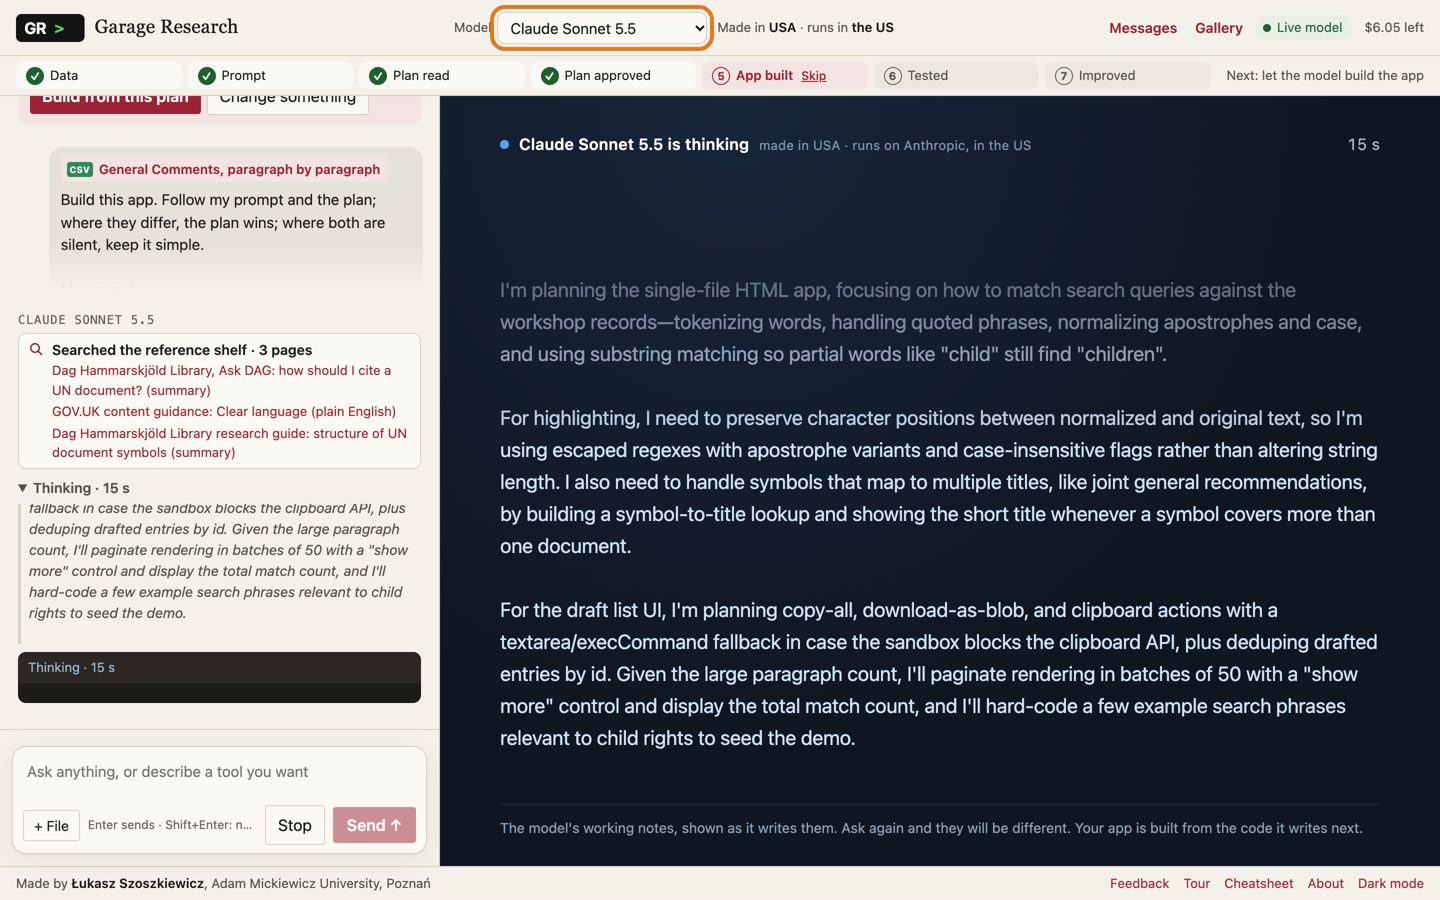 GR >
Garage Research
Model
Claude Sonnet 5.5
Made in USA · runs in the US
Messages
Gallery
Live model
$6.05 left
Data
Prompt
Plan read
Plan approved
5 App built Skip
6 Tested
7 Improved
Next: let the model build the app
Build from this plan
Change something
CSV General Comments, paragraph by paragraph
Build this app. Follow my prompt and the plan;
where they differ, the plan wins; where both are
silent, keep it simple.
CLAUDE SONNET 5.5
Searched the reference shelf · 3 pages
Dag Hammarskjöld Library, Ask DAG: how should I cite a
UN document? (summary)
GOV.UK content guidance: Clear language (plain English)
Dag Hammarskjöld Library research guide: structure of UN
document symbols (summary)
▼ Thinking · 15 s
fallback in case the sandbox blocks the clipboard API, plus
deduping drafted entries by id. Given the large paragraph
count, I'll paginate rendering in batches of 50 with a "show
more" control and display the total match count, and I'll
hard-code a few example search phrases relevant to child
rights to seed the demo.
Thinking · 15 s
Ask anything, or describe a tool you want
+ File
Enter sends · Shift+Enter: n...
Stop
Send ↑
Claude Sonnet 5.5 is thinking made in USA · runs on Anthropic, in the US
15 s
I'm planning the single-file HTML app, focusing on how to match search queries against the
workshop records—tokenizing words, handling quoted phrases, normalizing apostrophes and case,
and using substring matching so partial words like "child" still find "children".
For highlighting, I need to preserve character positions between normalized and original text, so I'm
using escaped regexes with apostrophe variants and case-insensitive flags rather than altering string
length. I also need to handle symbols that map to multiple titles, like joint general recommendations,
by building a symbol-to-title lookup and showing the short title whenever a symbol covers more than
one document.
For the draft list UI, I'm planning copy-all, download-as-blob, and clipboard actions with a
textarea/execCommand fallback in case the sandbox blocks the clipboard API, plus deduping drafted
entries by id. Given the large paragraph count, I'll paginate rendering in batches of 50 with a "show
more" control and display the total match count, and I'll hard-code a few example search phrases
relevant to child rights to seed the demo.
The model's working notes, shown as it writes them. Ask again and they will be different. Your app is built from the code it writes next.
Made by Łukasz Szoszkiewicz, Adam Mickiewicz University, Poznań
Feedback
Tour
Cheatsheet
About
Dark mode